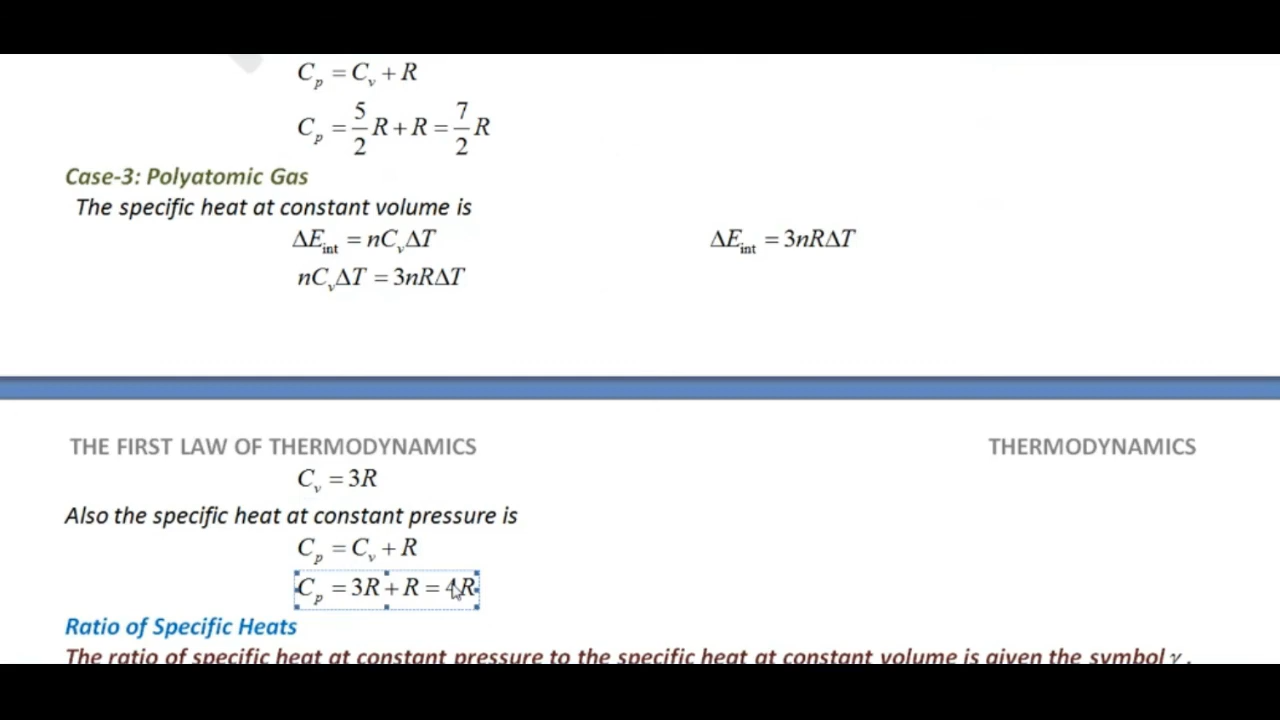 C_p = C_v + R
C_p = 5/2 R + R = 7/2 R
Case-3: Polyatomic Gas
The specific heat at constant volume is
ΔE_int = nC_vΔT ΔE_int = 3nRΔT
nC_vΔT = 3nRΔT
THE FIRST LAW OF THERMODYNAMICS THERMODYNAMICS
C_v = 3R
Also the specific heat at constant pressure is
C_p = C_v + R
C_p = 3R + R = 4R
Ratio of Specific Heats
The ratio of specific heat at constant pressure to the specific heat at constant volume is given the symbol γ.